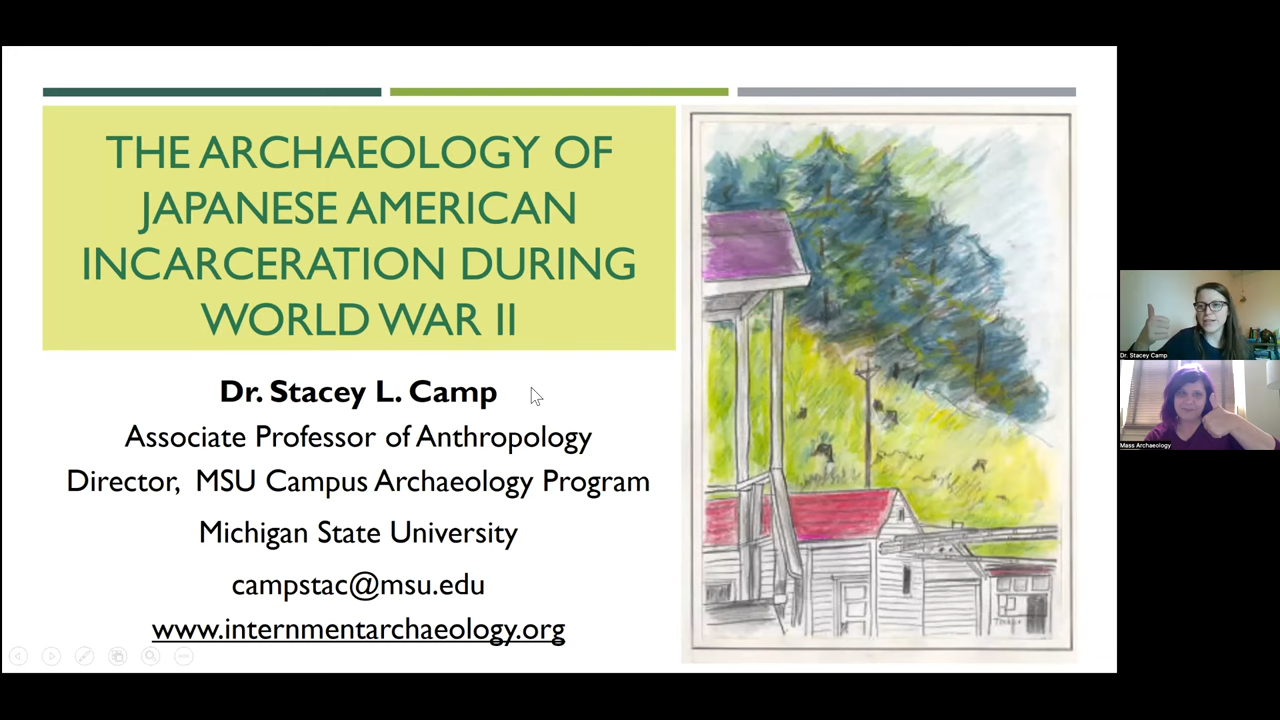 THE ARCHAEOLOGY OF
JAPANESE AMERICAN
INCARCERATION DURING
WORLD WAR II
Dr. Stacey L. Camp
Associate Professor of Anthropology
Director, MSU Campus Archaeology Program
Michigan State University
campstac@msu.edu
www.internmentarchaeology.org
Dr. Stacey Camp
Mass Archaeology